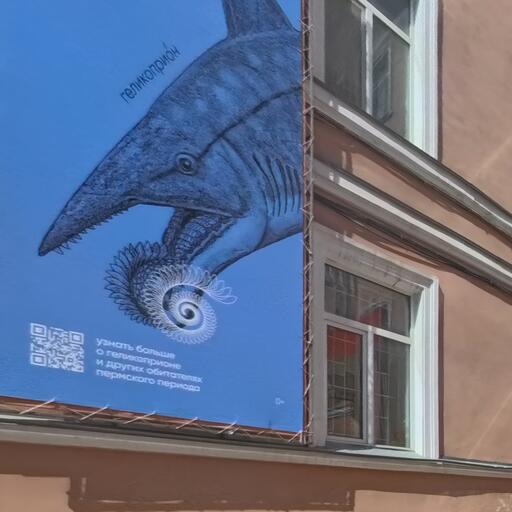 геликоприон
узнать больше
о геликоприоне
и других обитателях
пермского периода
0+